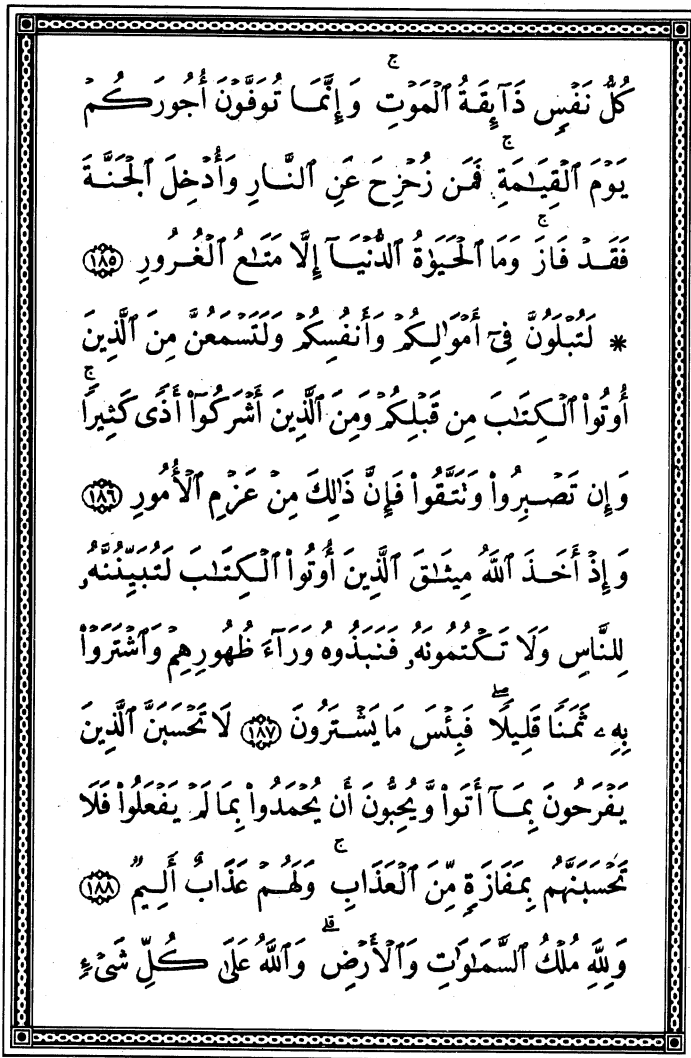 كُلُّ نَفْسٍ ذَآئِقَةُ ٱلْمَوْتِ ۚ وَإِنَّمَا تُوَفَّوْنَ أُجُورَكُمْ
يَوْمَ ٱلْقِيَٰمَةِ ۚ فَمَن زُحْزِحَ عَنِ ٱلنَّارِ وَأُدْخِلَ ٱلْجَنَّةَ
فَقَدْ فَازَ ۚ وَمَا ٱلْحَيَوٰةُ ٱلدُّنْيَآ إِلَّا مَتَٰعُ ٱلْغُرُورِ ١٨٥
* لَتُبْلَوُنَّ فِىٓ أَمْوَٰلِكُمْ وَأَنفُسِكُمْ وَلَتَسْمَعُنَّ مِنَ ٱلَّذِينَ
أُوتُوا۟ ٱلْكِتَٰبَ مِن قَبْلِكُمْ وَمِنَ ٱلَّذِينَ أَشْرَكُوٓا۟ أَذًى كَثِيرًا ۚ
وَإِن تَصْبِرُوا۟ وَتَتَّقُوا۟ فَإِنَّ ذَٰلِكَ مِنْ عَزْمِ ٱلْأُمُورِ ١٨٦
وَإِذْ أَخَذَ ٱللَّهُ مِيثَٰقَ ٱلَّذِينَ أُوتُوا۟ ٱلْكِتَٰبَ لَتُبَيِّنُنَّهُۥ
لِلنَّاسِ وَلَا تَكْتُمُونَهُۥ فَنَبَذُوهُ وَرَآءَ ظُهُورِهِمْ وَٱشْتَرَوْا۟
بِهِۦ ثَمَنًا قَلِيلًا ۖ فَبِئْسَ مَا يَشْتَرُونَ ١٨٧ لَا تَحْسَبَنَّ ٱلَّذِينَ
يَفْرَحُونَ بِمَآ أَتَوا۟ وَّيُحِبُّونَ أَن يُحْمَدُوا۟ بِمَا لَمْ يَفْعَلُوا۟ فَلَا
تَحْسَبَنَّهُم بِمَفَازَةٍ مِّنَ ٱلْعَذَابِ ۚ وَلَهُمْ عَذَابٌ أَلِيمٌ ١٨٨
وَلِلَّهِ مُلْكُ ٱلسَّمَٰوَٰتِ وَٱلْأَرْضِ ۗ وَٱللَّهُ عَلَىٰ كُلِّ شَىْءٍ